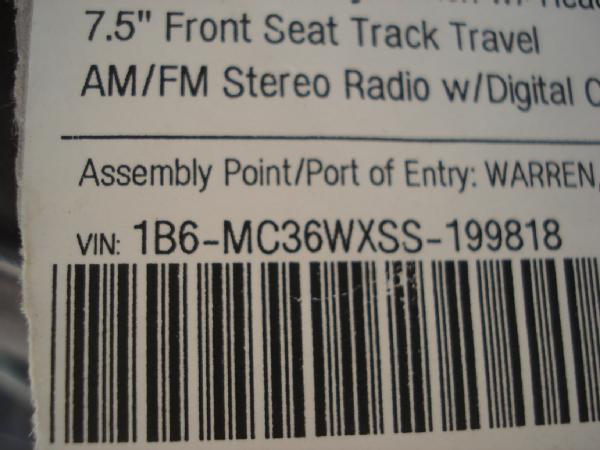 7.5" Front Seat Track Travel
AM/FM Stereo Radio w/Digital C
Assembly Point/Port of Entry: WARREN,
VIN: 1B6-MC36WXSS-199818